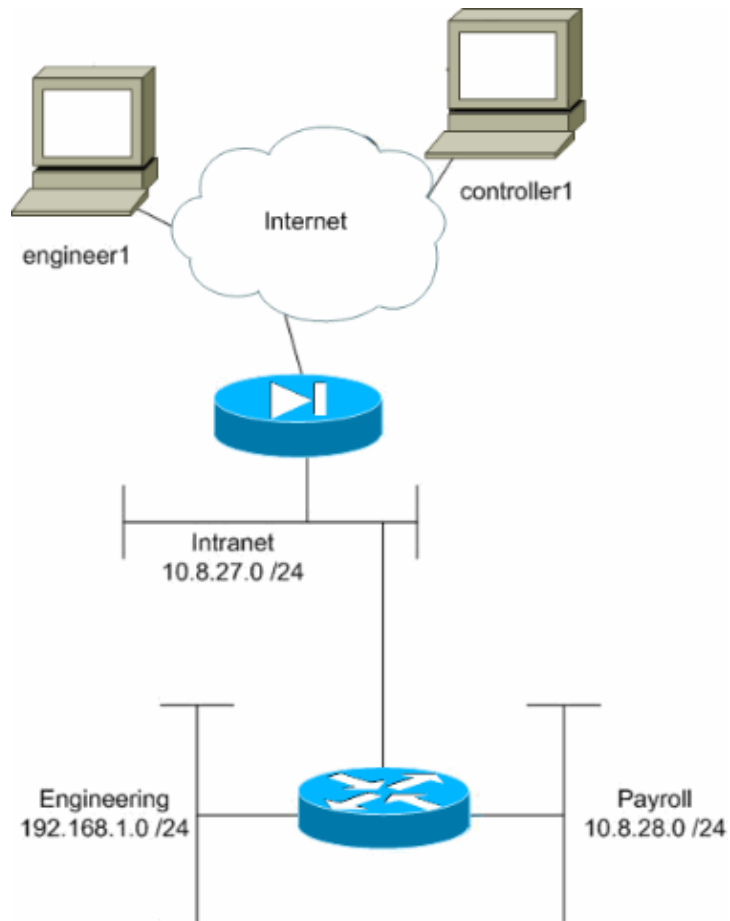 controller1
engineer1
Internet
Intranet
10.8.27.0 /24
Engineering
192.168.1.0 /24
Payroll
10.8.28.0 /24